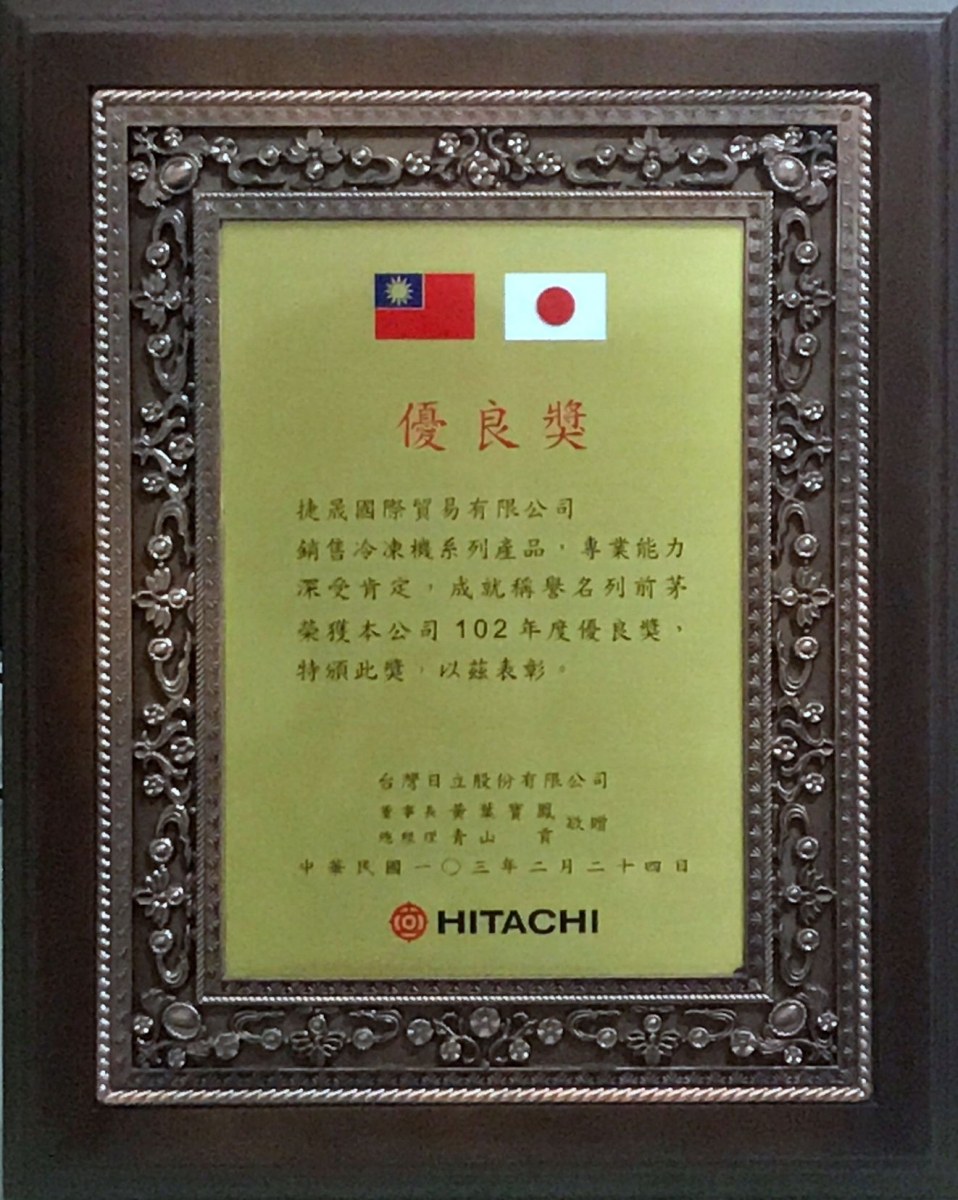 優良獎
捷晟國際貿易有限公司
銷售冷凍機系列產品，專業能力
深受肯定，成就稱譽名列前茅
榮獲本公司 102 年度優良獎，
特頒此獎，以茲表彰。
台灣日立股份有限公司
董事長 黃葉寶鳳
總經理 青山 貢
敬贈
中華民國一〇三年二月二十四日
HITACHI